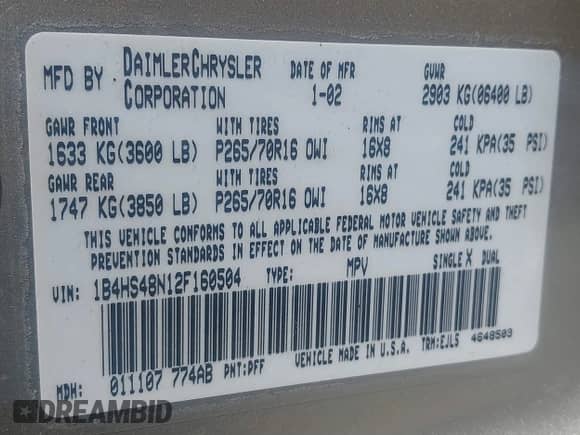 MFD BY DAIMLERCHRYSLER CORPORATION DATE OF MFR 1-02 GVWR 2903 KG(06400 LB)
GAWR FRONT WITH TIRES RIMS AT COLD
1633 KG(3600 LB) P265/70R16 OWI 16X8 241 KPA(35 PSI)
GAWR REAR WITH TIRES RIMS AT COLD
1747 KG(3850 LB) P265/70R16 OWI 16X8 241 KPA(35 PSI)
THIS VEHICLE CONFORMS TO ALL APPLICABLE FEDERAL MOTOR VEHICLE SAFETY AND THEFT
PREVENTION STANDARDS IN EFFECT ON THE DATE OF MANUFACTURE SHOWN ABOVE.
VIN: 1B4HS48N12F160504 TYPE: MPV SINGLE X DUAL
VEHICLE MADE IN U.S.A. TRM:EJL5 4648503
MDH: 011107 774AB PNT:PFF
DREAMBID